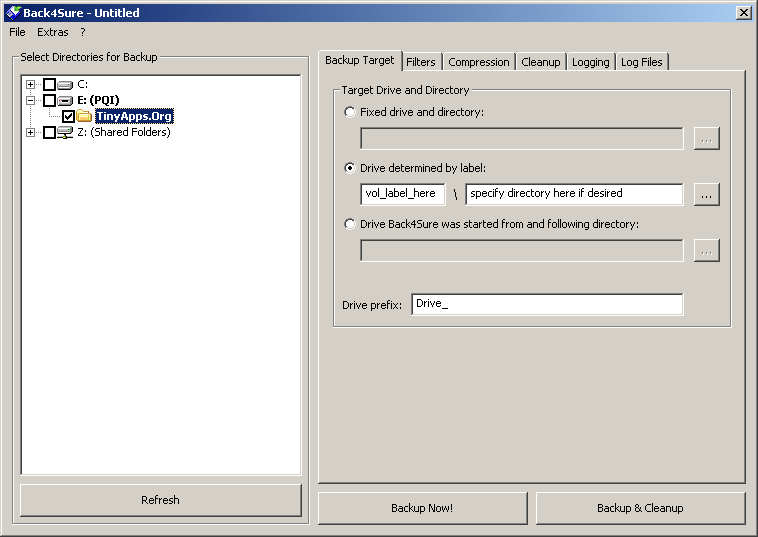 Back4Sure - Untitled
File Extras ?
Select Directories for Backup
C:
E: (PQI)
TinyApps.Org
Z: (Shared Folders)
Refresh
Backup Target Filters Compression Cleanup Logging Log Files
Target Drive and Directory
Fixed drive and directory:
...
Drive determined by label:
vol_label_here \ specify directory here if desired ...
Drive Back4Sure was started from and following directory:
...
Drive prefix: Drive_
Backup Now! Backup & Cleanup